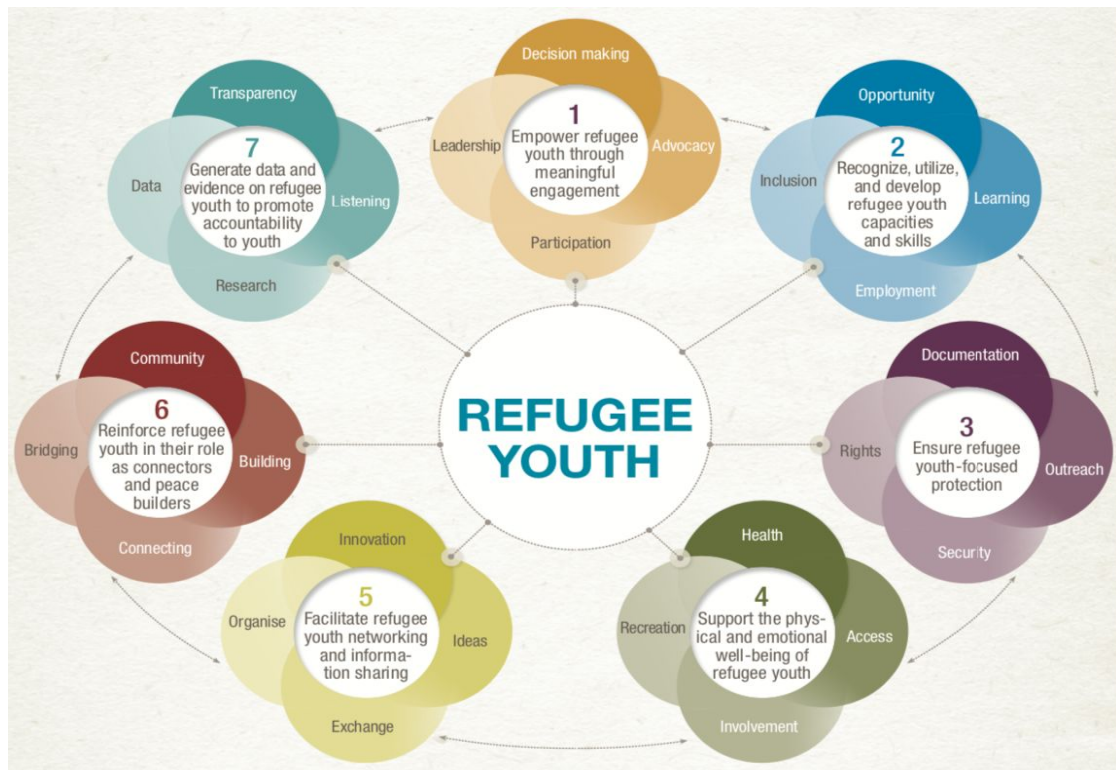 REFUGEE
YOUTH
Decision making
Leadership
Advocacy
Participation
1
Empower refugee
youth through
meaningful
engagement
Opportunity
Inclusion
Learning
Employment
2
Recognize, utilize,
and develop
refugee youth
capacities
and skills
Documentation
Rights
Outreach
Security
3
Ensure refugee
youth-focused
protection
Health
Recreation
Access
Involvement
4
Support the phys-
ical and emotional
well-being of
refugee youth
Innovation
Organise
Ideas
Exchange
5
Facilitate refugee
youth networking
and informa-
tion sharing
Community
Bridging
Building
Connecting
6
Reinforce refugee
youth in their role
as connectors
and peace
builders
Transparency
Data
Listening
Research
7
Generate data and
evidence on refugee
youth to promote
accountability
to youth